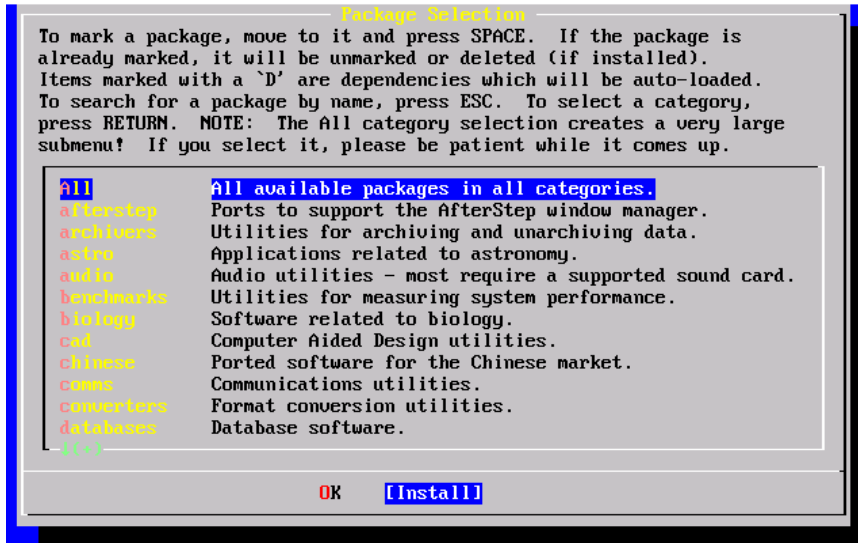 Package Selection
To mark a package, move to it and press SPACE.  If the package is
already marked, it will be unmarked or deleted (if installed).
Items marked with a `D' are dependencies which will be auto-loaded.
To search for a package by name, press ESC.  To select a category,
press RETURN.  NOTE:  The All category selection creates a very large
submenu!  If you select it, please be patient while it comes up.
All All available packages in all categories.
afterstep Ports to support the AfterStep window manager.
archivers Utilities for archiving and unarchiving data.
astro Applications related to astronomy.
audio Audio utilities - most require a supported sound card.
benchmarks Utilities for measuring system performance.
biology Software related to biology.
cad Computer Aided Design utilities.
chinese Ported software for the Chinese market.
comms Communications utilities.
converters Format conversion utilities.
databases Database software.
↓(+)
OK [Install]